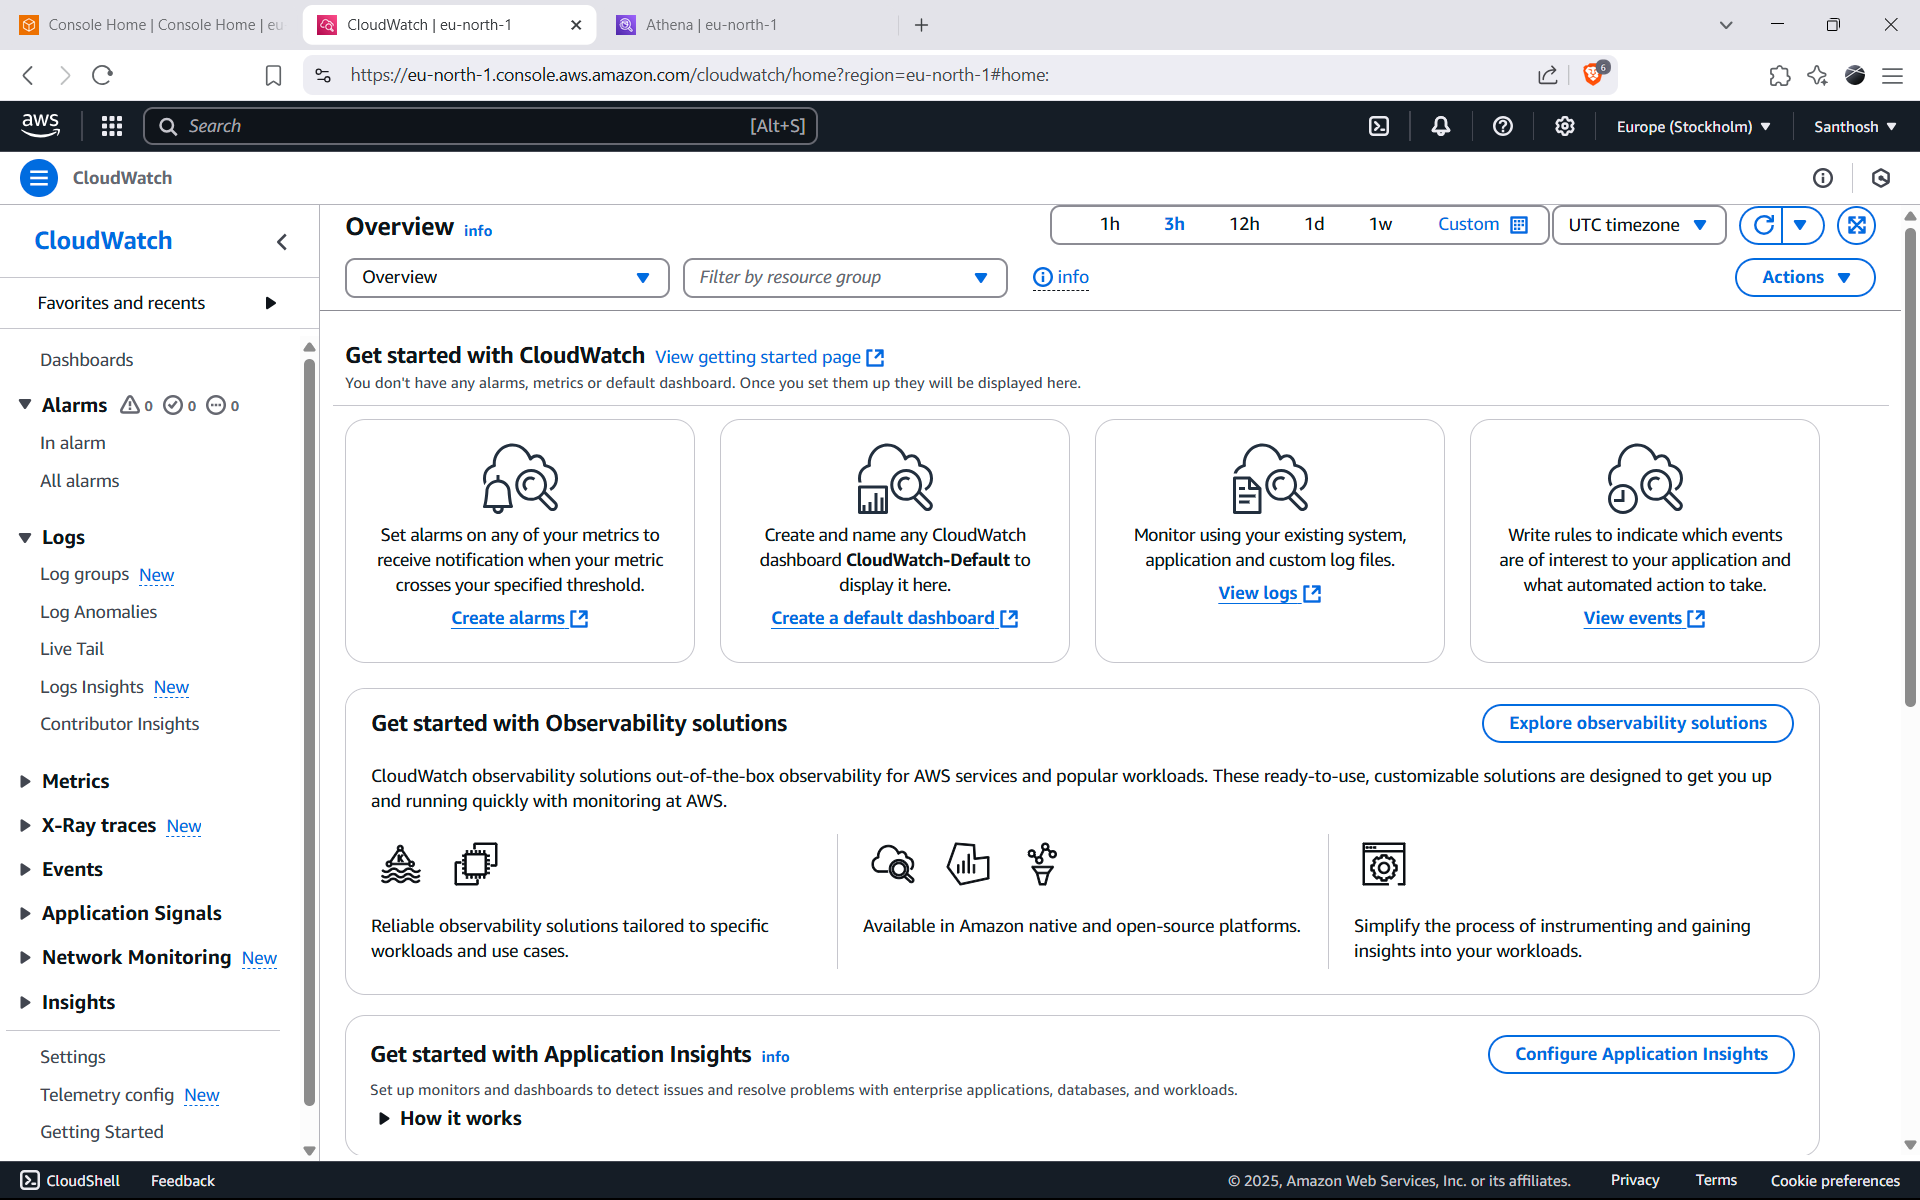 Console Home | Console Home | eu
CloudWatch | eu-north-1
Athena | eu-north-1
https://eu-north-1.console.aws.amazon.com/cloudwatch/home?region=eu-north-1#home:
6
aws
Search
[Alt+S]
Europe (Stockholm)
Santhosh
CloudWatch
CloudWatch
Favorites and recents
Dashboards
Alarms 0 0 0
In alarm
All alarms
Logs
Log groups New
Log Anomalies
Live Tail
Logs Insights New
Contributor Insights
Metrics
X-Ray traces New
Events
Application Signals
Network Monitoring New
Insights
Settings
Telemetry config New
Getting Started
Overview info
1h 3h 12h 1d 1w Custom
UTC timezone
Overview
Filter by resource group
info
Actions
Get started with CloudWatch View getting started page
You don't have any alarms, metrics or default dashboard. Once you set them up they will be displayed here.
Set alarms on any of your metrics to
receive notification when your metric
crosses your specified threshold.
Create alarms
Create and name any CloudWatch
dashboard CloudWatch-Default to
display it here.
Create a default dashboard
Monitor using your existing system,
application and custom log files.
View logs
Write rules to indicate which events
are of interest to your application and
what automated action to take.
View events
Get started with Observability solutions
Explore observability solutions
CloudWatch observability solutions out-of-the-box observability for AWS services and popular workloads. These ready-to-use, customizable solutions are designed to get you up
and running quickly with monitoring at AWS.
Reliable observability solutions tailored to specific
workloads and use cases.
Available in Amazon native and open-source platforms.
Simplify the process of instrumenting and gaining
insights into your workloads.
Get started with Application Insights info
Configure Application Insights
Set up monitors and dashboards to detect issues and resolve problems with enterprise applications, databases, and workloads.
How it works
CloudShell
Feedback
© 2025, Amazon Web Services, Inc. or its affiliates.
Privacy
Terms
Cookie preferences